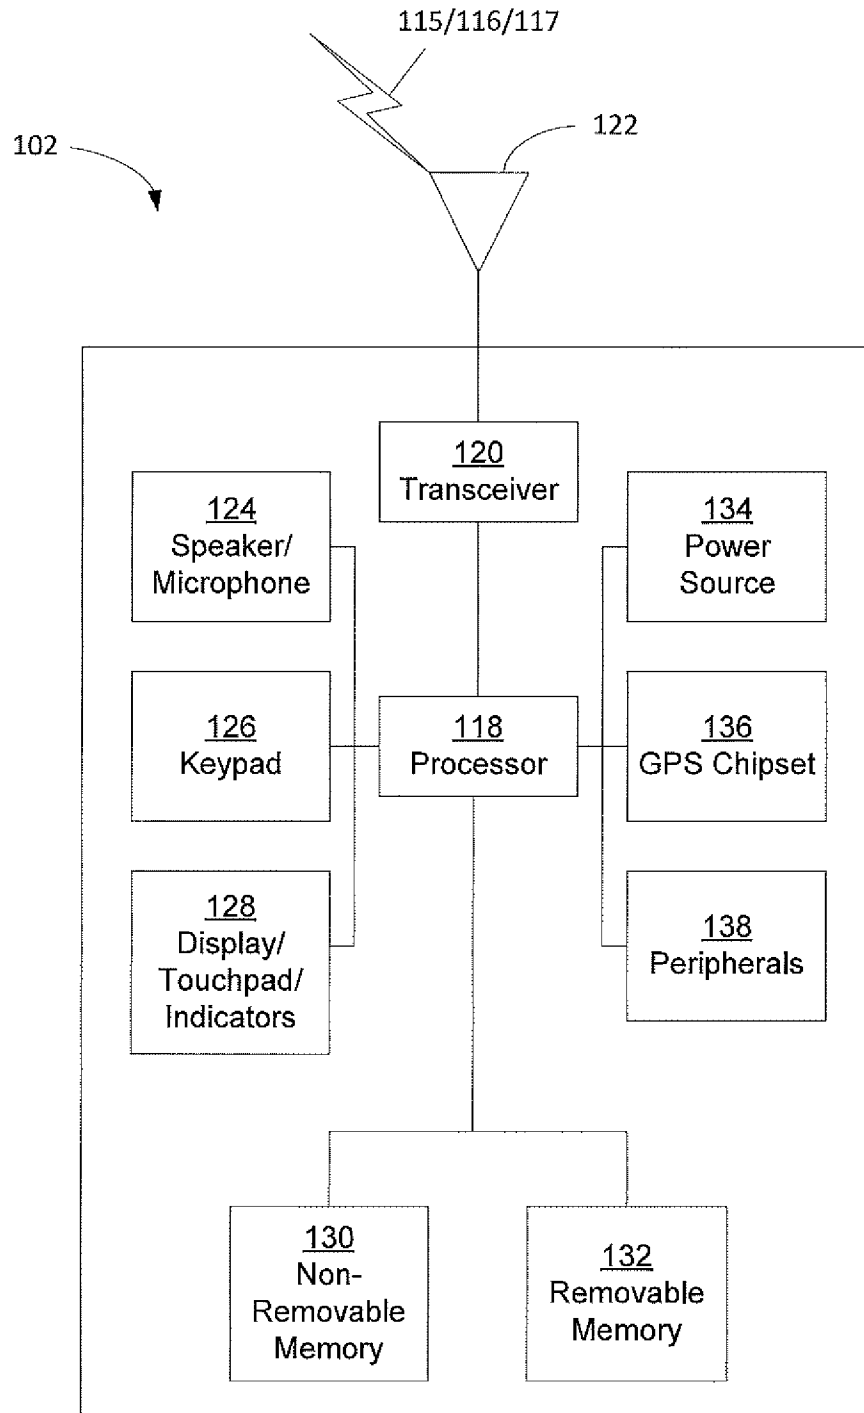 115/116/117
122
102
120
Transceiver
124
Speaker/
Microphone
134
Power
Source
126
Keypad
118
Processor
136
GPS Chipset
128
Display/
Touchpad/
Indicators
138
Peripherals
130
Non-
Removable
Memory
132
Removable
Memory